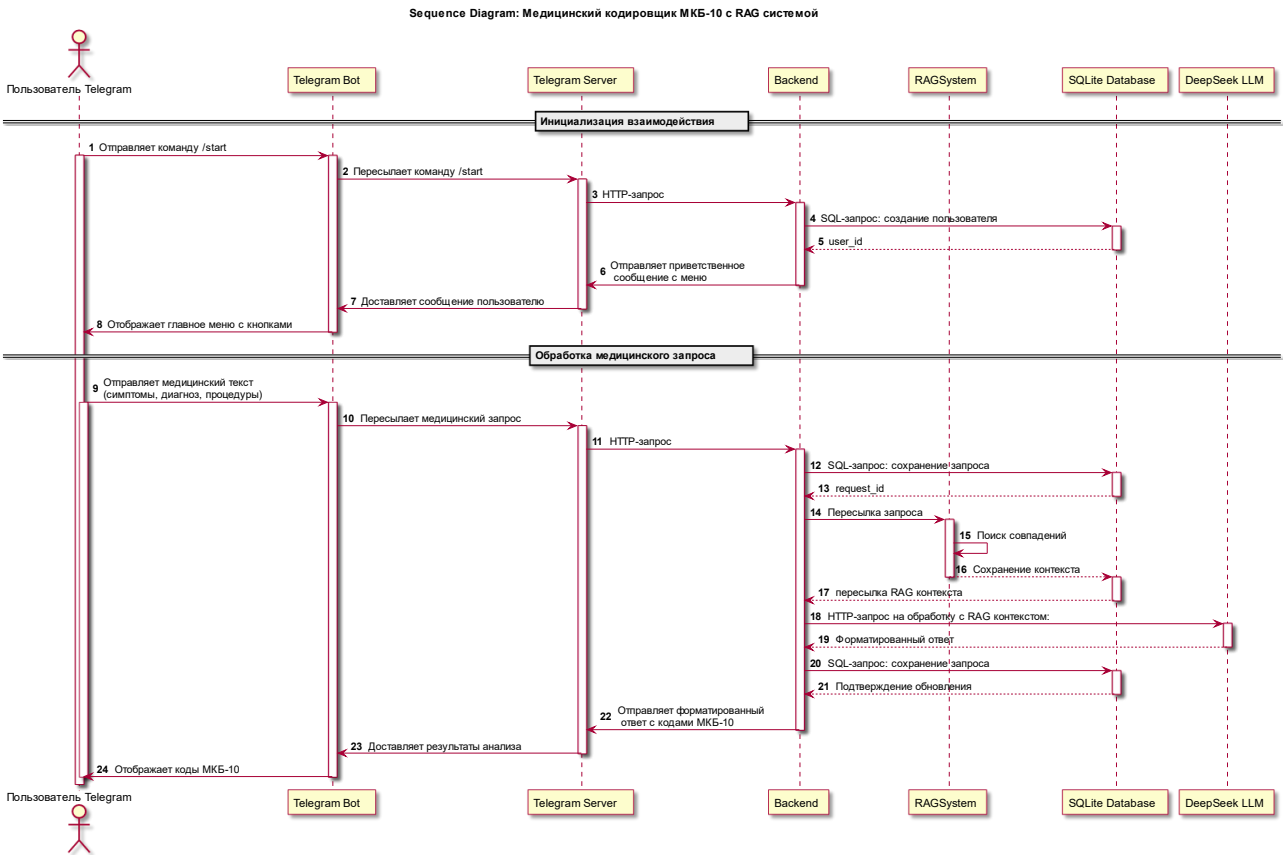 Sequence Diagram: Медицинский кодировщик МКБ-10 с RAG системой
Пользователь Telegram
Telegram Bot
Telegram Server
Backend
RAGSystem
SQLite Database
DeepSeek LLM
Инициализация взаимодействия
1 Отправляет команду /start
2 Пересылает команду /start
3 HTTP-запрос
4 SQL-запрос: создание пользователя
5 user_id
6 Отправляет приветственное
сообщение с меню
7 Доставляет сообщение пользователю
8 Отображает главное меню с кнопками
Обработка медицинского запроса
9 Отправляет медицинский текст
(симптомы, диагноз, процедуры)
10 Пересылает медицинский запрос
11 HTTP-запрос
12 SQL-запрос: сохранение запроса
13 request_id
14 Пересылка запроса
15 Поиск совпадений
16 Сохранение контекста
17 пересылка RAG контекста
18 HTTP-запрос на обработку с RAG контекстом:
19 Форматированный ответ
20 SQL-запрос: сохранение запроса
21 Подтверждение обновления
22 Отправляет форматированный
ответ с кодами МКБ-10
23 Доставляет результаты анализа
24 Отображает коды МКБ-10
Пользователь Telegram
Telegram Bot
Telegram Server
Backend
RAGSystem
SQLite Database
DeepSeek LLM